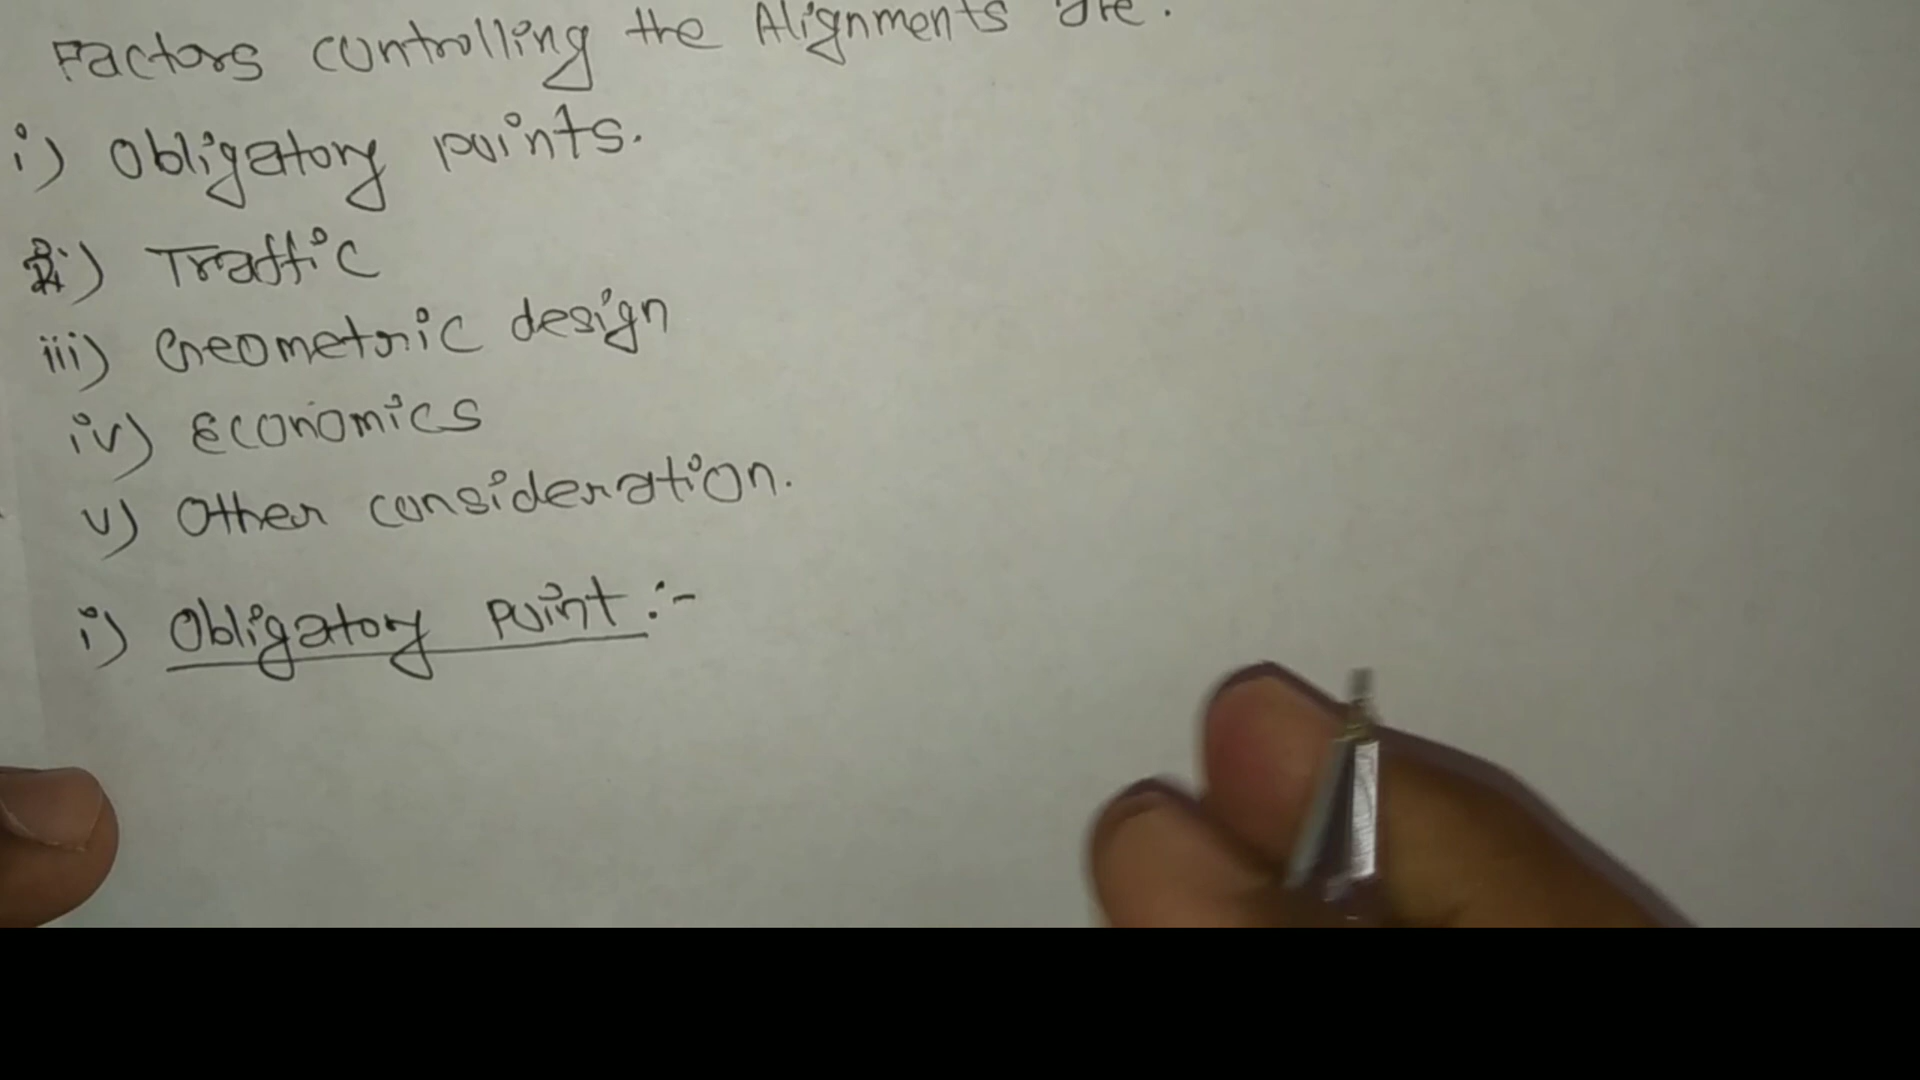 Factors controlling the Alignments are:
i) Obligatory points.
ii) Traffic
iii) Geometric design
iv) Economics
v) Other consideration.
i) Obligatory point :-